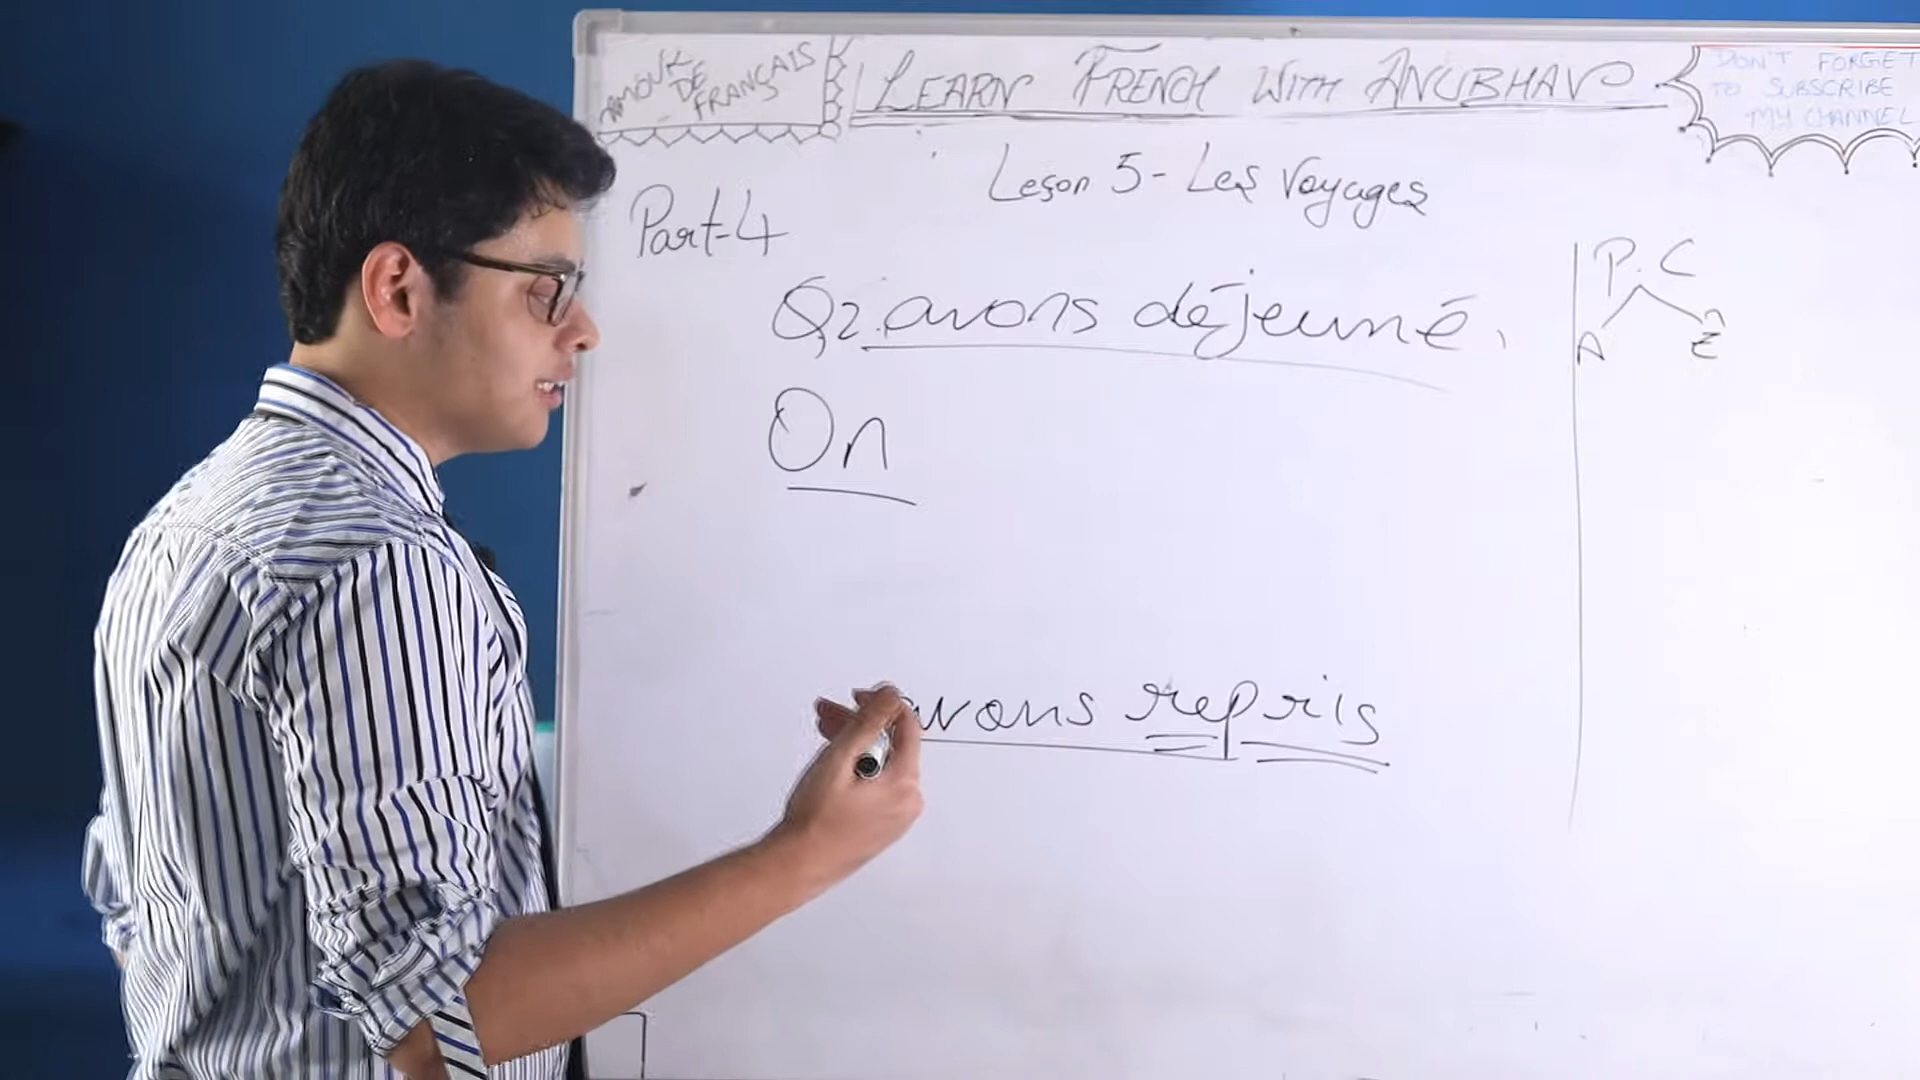 AMOUR
DE
FRANÇAIS
LEARN FRENCH WITH ANUBHAV
DON'T FORGET
TO SUBSCRIBE
MY CHANNEL
Leçon 5 - Les Voyages
Part-4
P.C
A E
Q2. avons déjeuné.
On
avons repris